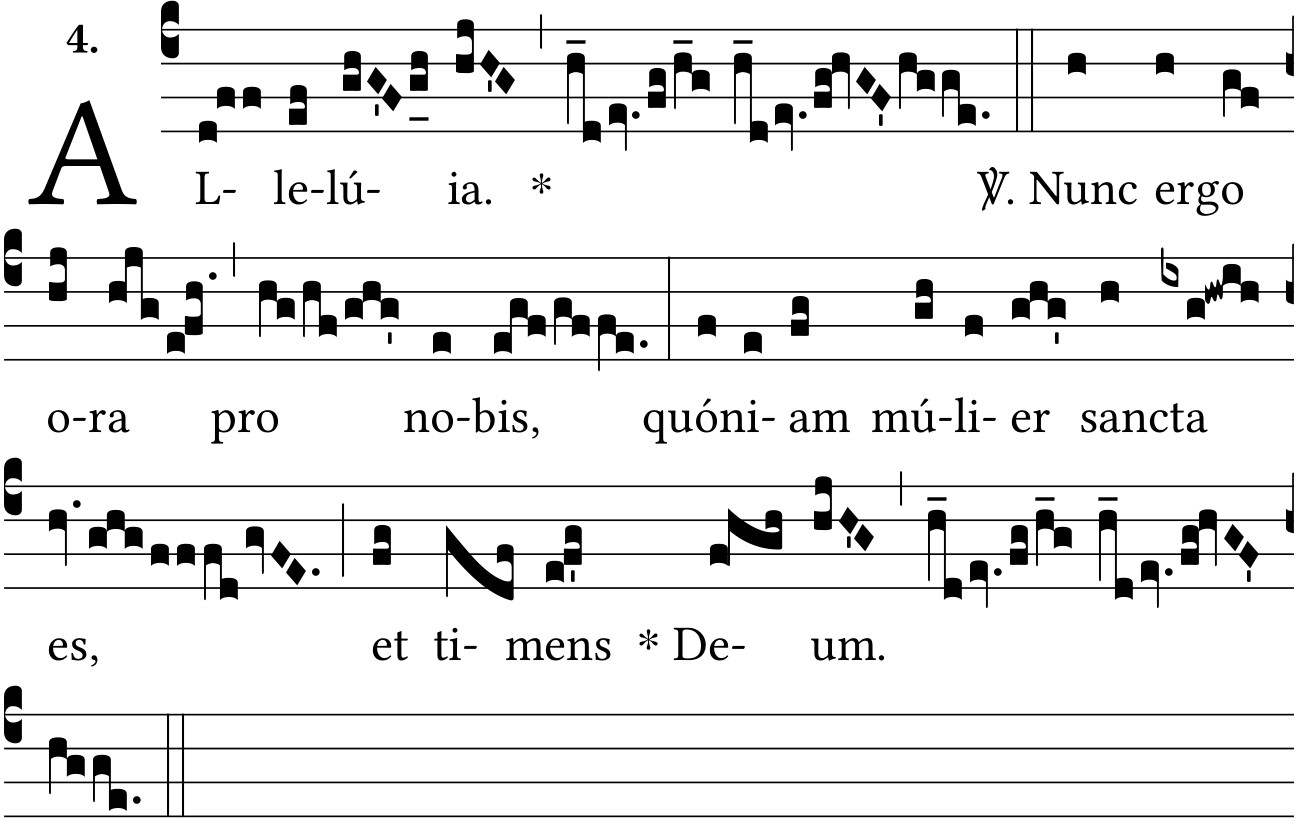 4.
AL- le-lú- ia. * ℣. Nunc ergo
o-ra pro no-bis, quóni- am mú-li- er sancta
es, et ti- mens * De- um.